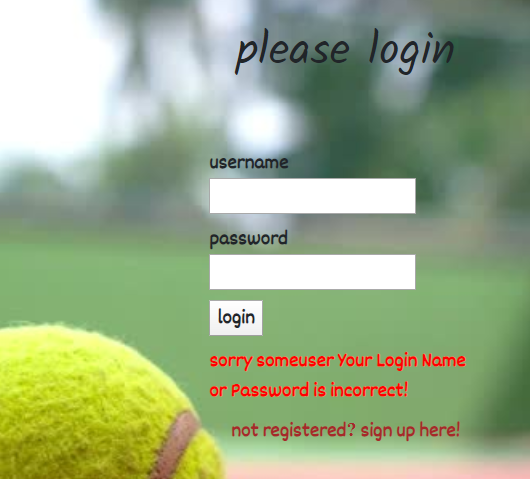 please login
username
password
login
sorry someuser Your Login Name
or Password is incorrect!
not registered? sign up here!